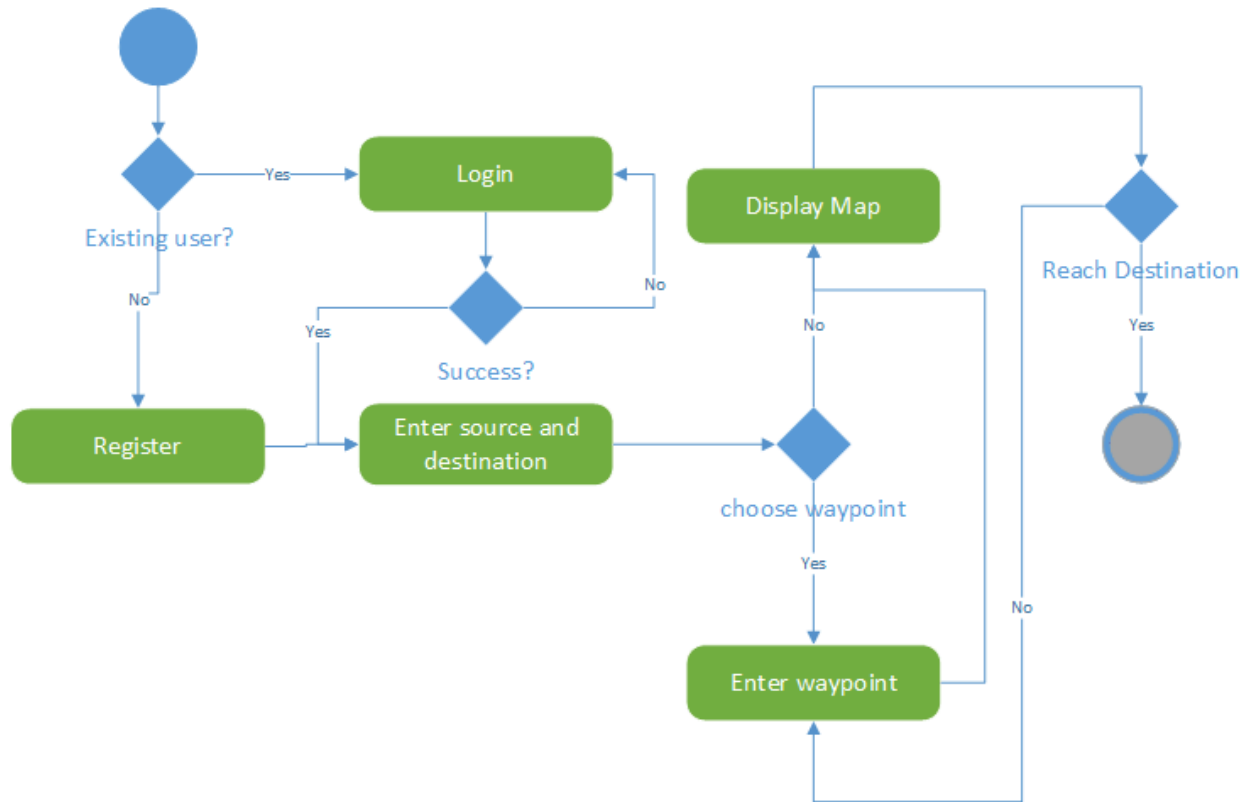 Yes
Login
Existing user?
No
Success?
No
Yes
Register
Enter source and
destination
Display Map
Reach Destination
No
Yes
choose waypoint
Yes
No
Enter waypoint